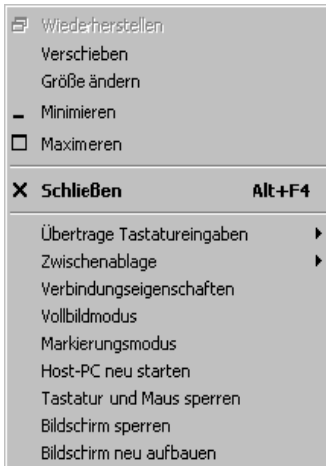 Wiederherstellen
Verschieben
Größe ändern
Minimieren
Maximeren
Schließen Alt+F4
Übertrage Tastatureingaben
Zwischenablage
Verbindungseigenschaften
Vollbildmodus
Markierungsmodus
Host-PC neu starten
Tastatur und Maus sperren
Bildschirm sperren
Bildschirm neu aufbauen